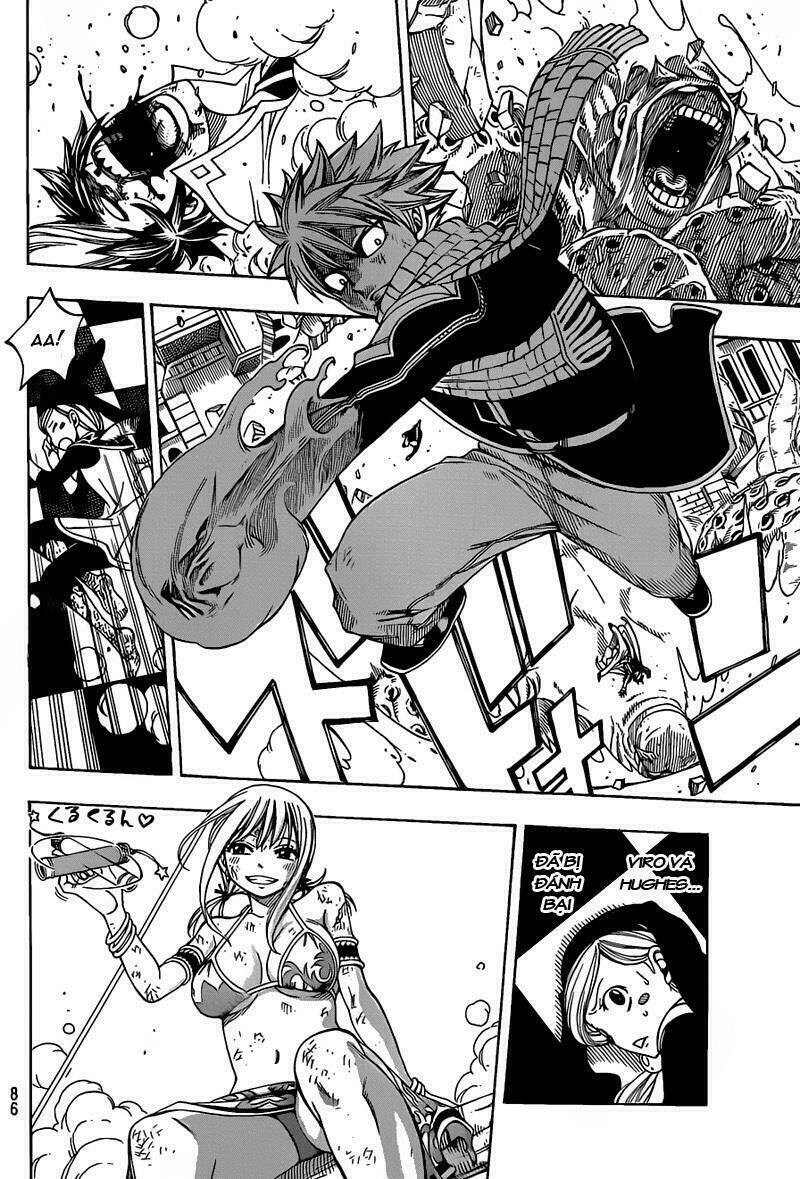 AA!
くるくるん♡
VIRO VÀ
HUGHES...
ĐÃ BỊ
ĐÁNH
BẠI
86